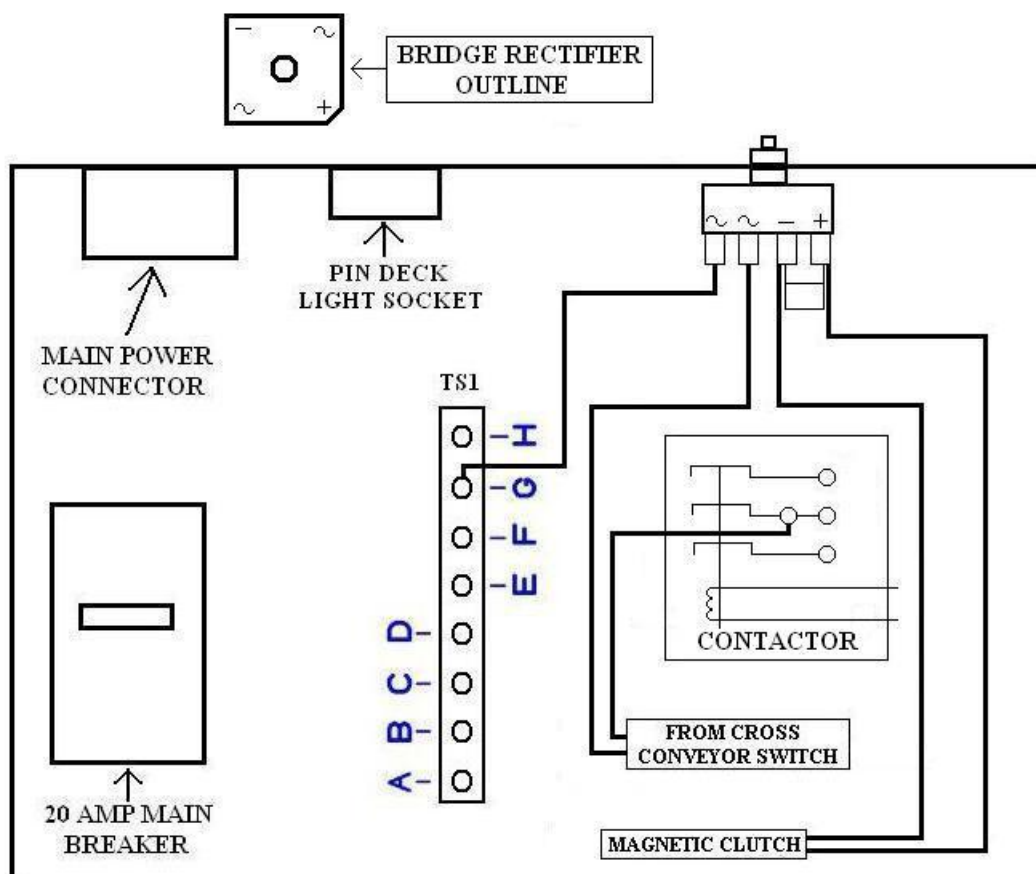 − ~
BRIDGE RECTIFIER
OUTLINE
~ +
~ ~ − +
PIN DECK
LIGHT SOCKET
MAIN POWER
CONNECTOR
TS1
H
G
F
E
D
C
B
A
CONTACTOR
FROM CROSS
CONVEYOR SWITCH
20 AMP MAIN
BREAKER
MAGNETIC CLUTCH